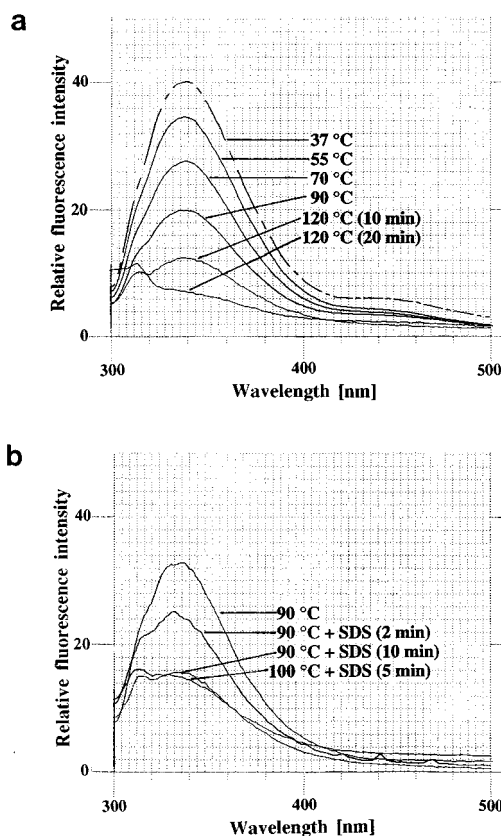 a
Relative fluorescence intensity
40
20
0
37 °C
55 °C
70 °C
90 °C
120 °C (10 min)
120 °C (20 min)
300
400
500
Wavelength [nm]
b
Relative fluorescence intensity
40
20
0
90 °C
90 °C + SDS (2 min)
90 °C + SDS (10 min)
100 °C + SDS (5 min)
300
400
500
Wavelength [nm]